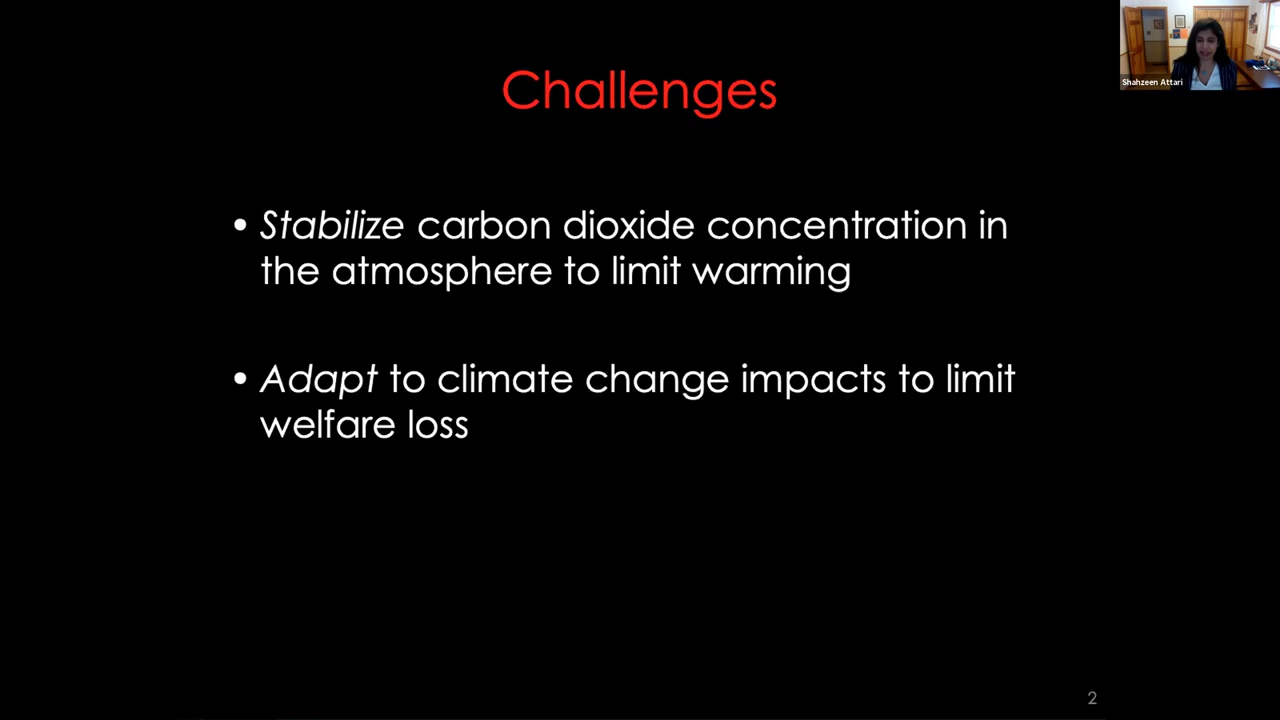 Shahzeen Attari
Challenges
• Stabilize carbon dioxide concentration in
the atmosphere to limit warming
• Adapt to climate change impacts to limit
welfare loss
2